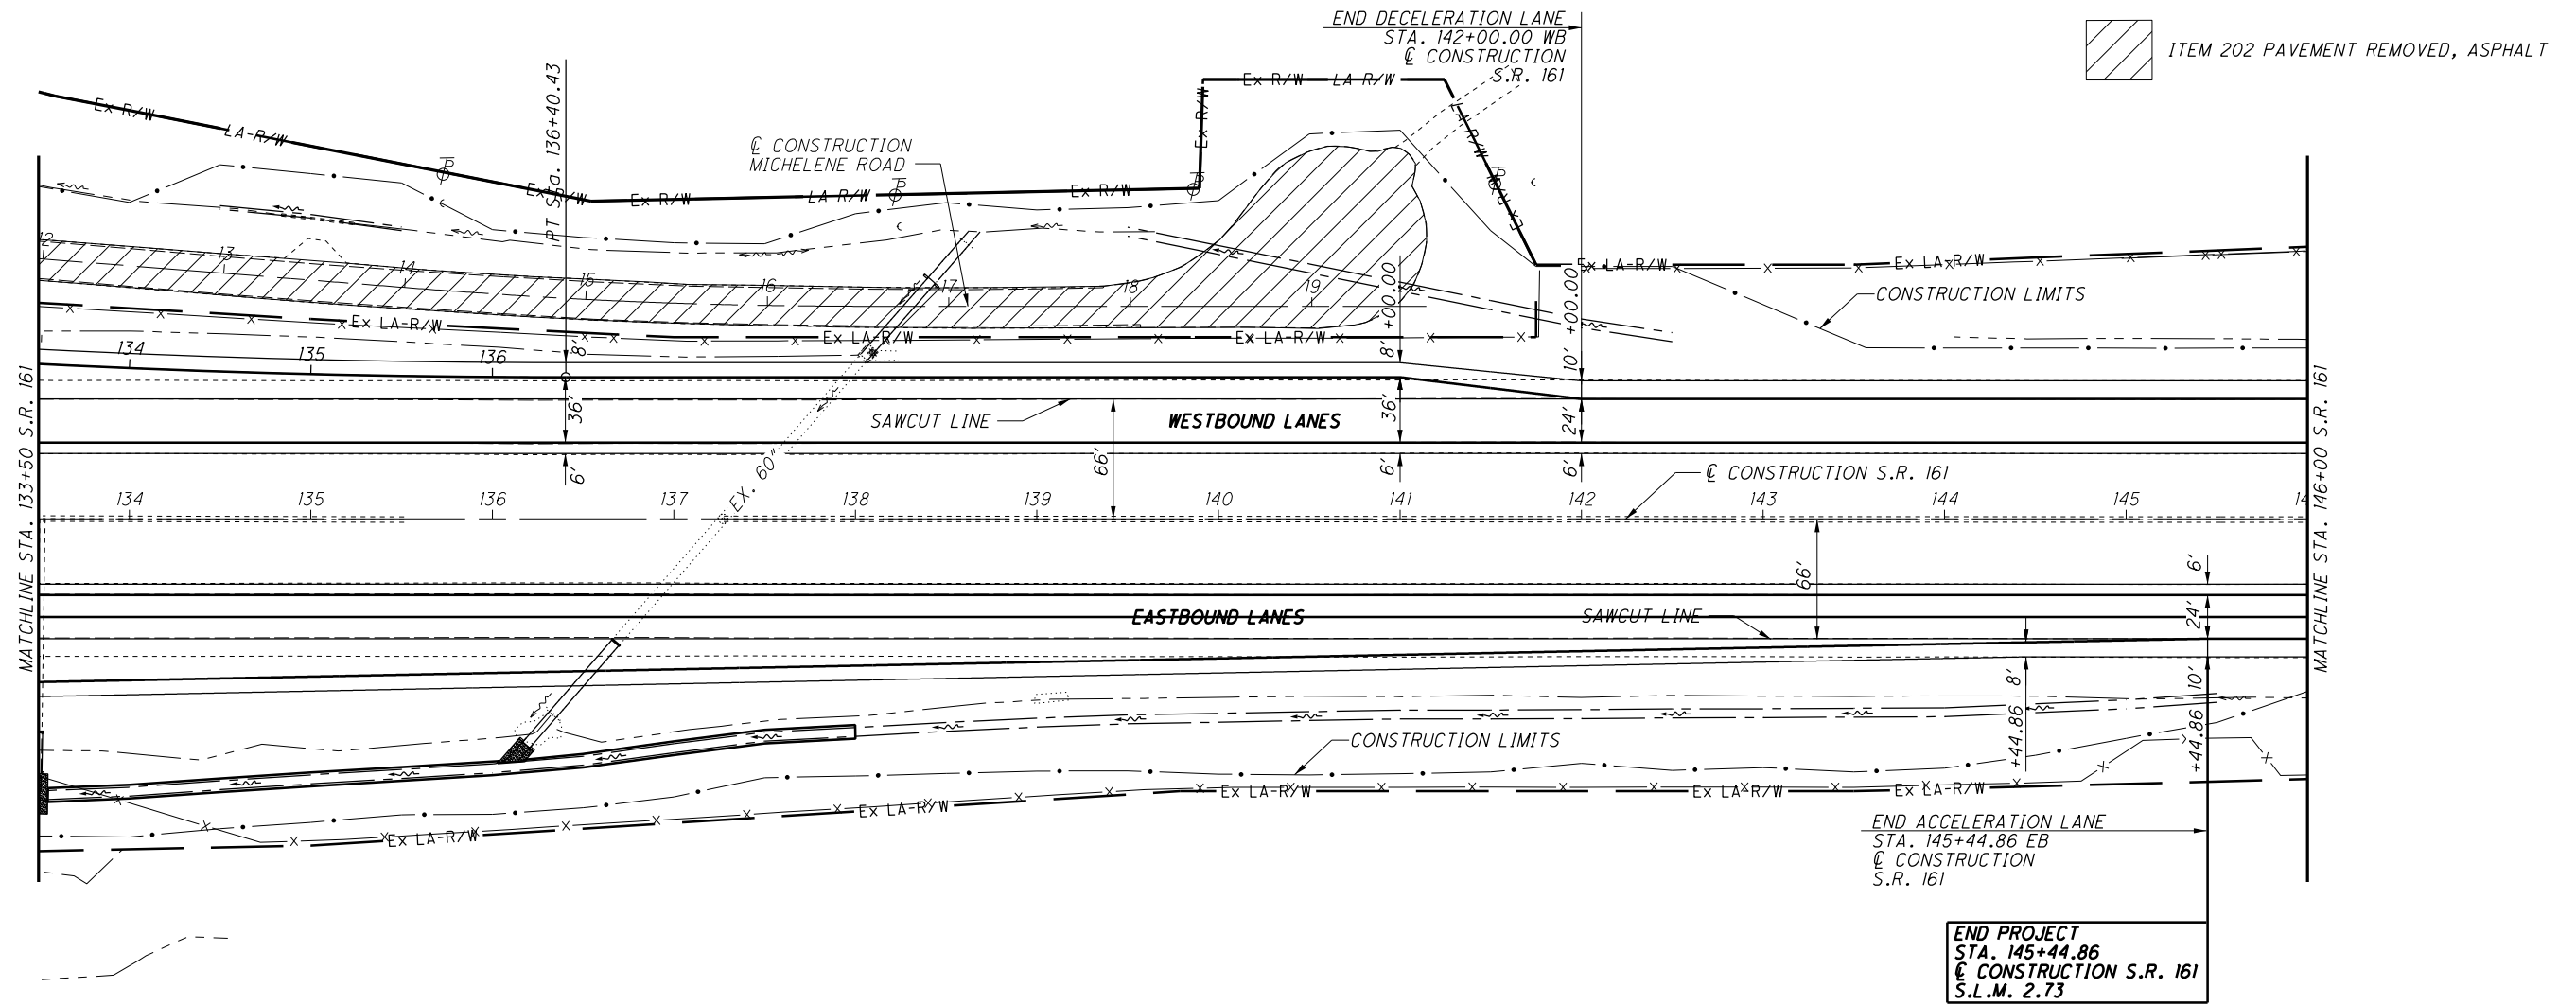 END DECELERATION LANE
STA. 142+00.00 WB
℄ CONSTRUCTION
S.R. 161
ITEM 202 PAVEMENT REMOVED, ASPHALT
Ex R/W
LA-R/W
PT Sta. 136+40.43
℄ CONSTRUCTION
MICHELENE ROAD
Ex R/W
Ex R/W LA-R/W
LA-R/W
Ex R/W
Ex R/W
Ex R/W
LA-R/W
Ex R/W
12
13
14
15
16
17
18
19
+00.00
8'
+00.00
10'
Ex LA-R/W
Ex LA-R/W
CONSTRUCTION LIMITS
Ex LA-R/W
Ex LA-R/W
Ex LA-R/W
134
135
136
8'
MATCHLINE STA. 133+50 S.R. 161
MATCHLINE STA. 146+00 S.R. 161
36'
SAWCUT LINE
WESTBOUND LANES
36'
24'
6'
EX. 60"
66'
6'
6'
℄ CONSTRUCTION S.R. 161
134
135
136
137
138
139
140
141
142
143
144
145
14
66'
6'
EASTBOUND LANES
SAWCUT LINE
24'
+44.86 8'
+44.86 10'
CONSTRUCTION LIMITS
Ex LA-R/W
Ex LA-R/W
Ex LA-R/W
Ex LA-R/W
Ex LA-R/W
END ACCELERATION LANE
STA. 145+44.86 EB
℄ CONSTRUCTION
S.R. 161
END PROJECT
STA. 145+44.86
℄ CONSTRUCTION S.R. 161
S.L.M. 2.73